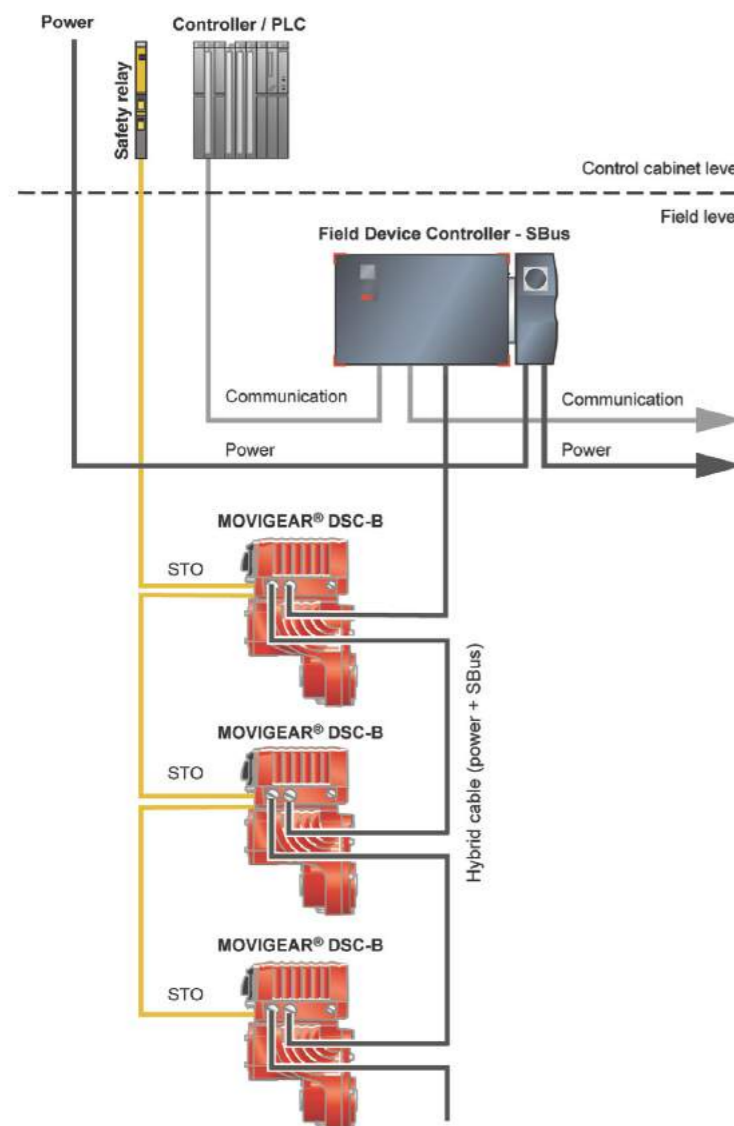 Power
Controller / PLC
Safety relay
Control cabinet leve
Field leve
Field Device Controller - SBus
Communication
Communication
Power
Power
MOVIGEAR® DSC-B
STO
Hybrid cable (power + SBus)
MOVIGEAR® DSC-B
STO
MOVIGEAR® DSC-B
STO